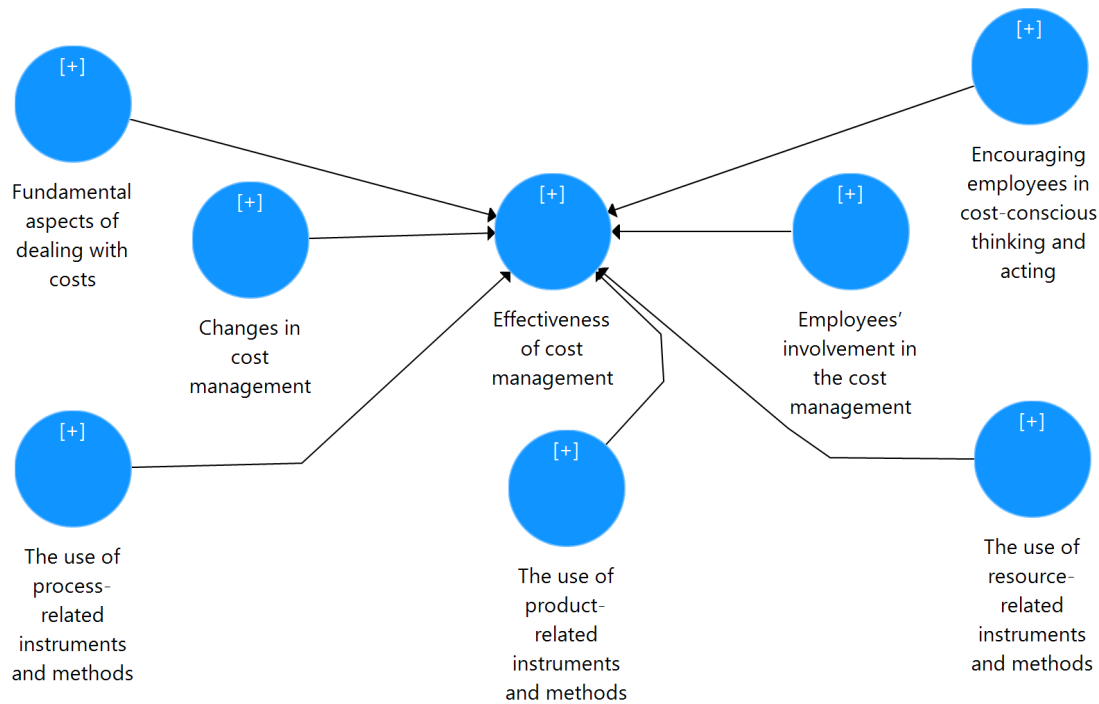 [+]
Fundamental
aspects of
dealing with
costs
[+]
Changes in
cost
management
[+]
Effectiveness
of cost
management
[+]
Employees’
involvement in
the cost
management
[+]
Encouraging
employees in
cost-conscious
thinking and
acting
[+]
The use of
process-
related
instruments
and methods
[+]
The use of
product-
related
instruments
and methods
[+]
The use of
resource-
related
instruments
and methods